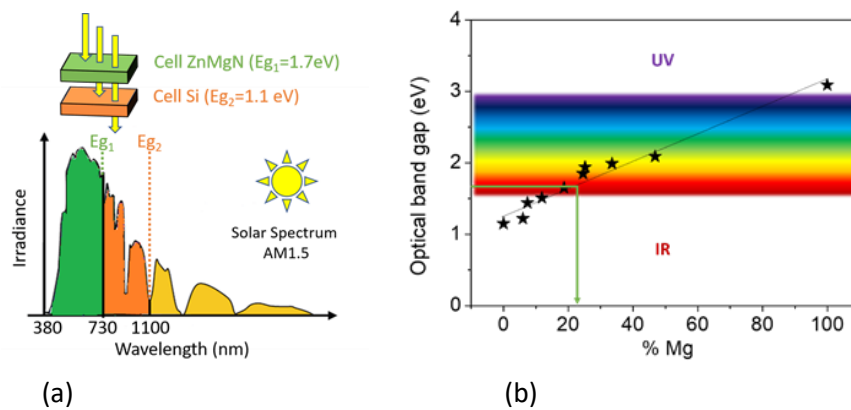 Cell ZnMgN (Eg₁=1.7eV)
Cell Si (Eg₂=1.1 eV)
Eg₁ Eg₂
Irradiance
Solar Spectrum
AM1.5
380 730 1100
Wavelength (nm)
(a)
Optical band gap (eV)
4
3
2
1
0
UV
IR
0 20 40 60 80 100
% Mg
(b)